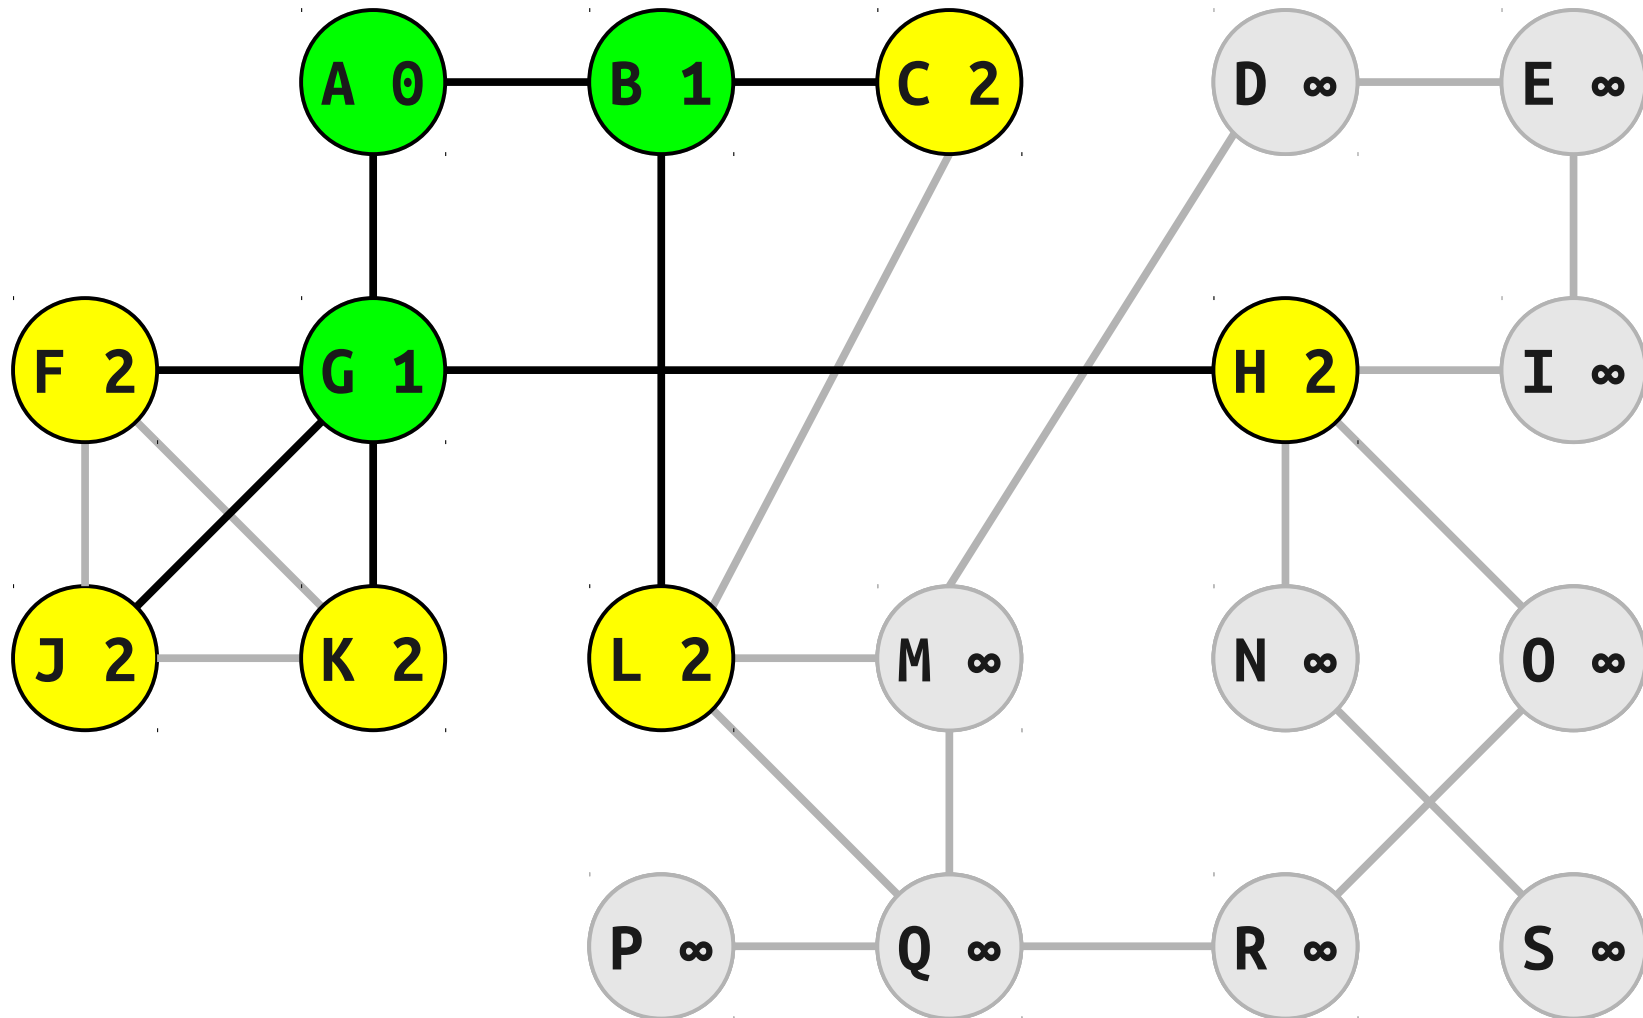 A 0 B 1 C 2 D ∞ E ∞
F 2 G 1 H 2 I ∞
J 2 K 2 L 2 M ∞ N ∞ O ∞
P ∞ Q ∞ R ∞ S ∞